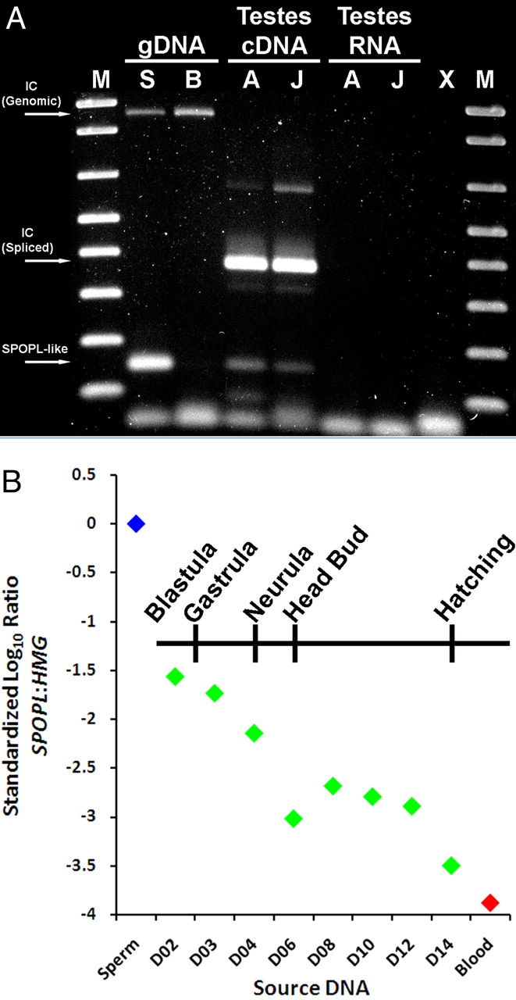 A
Testes
Testes
gDNA
cDNA
RNA
M S B A J A J X M
IC
(Genomic)
IC
(Spliced)
SPOPL-like
B
0.5
0
-0.5
-1
-1.5
-2
-2.5
-3
-3.5
-4
Standardized Log10 Ratio
SPOPL:HMG
Blastula
Gastrula
Neurula
Head Bud
Hatching
Sperm
D02
D03
D04
D06
D08
D10
D12
D14
Blood
Source DNA